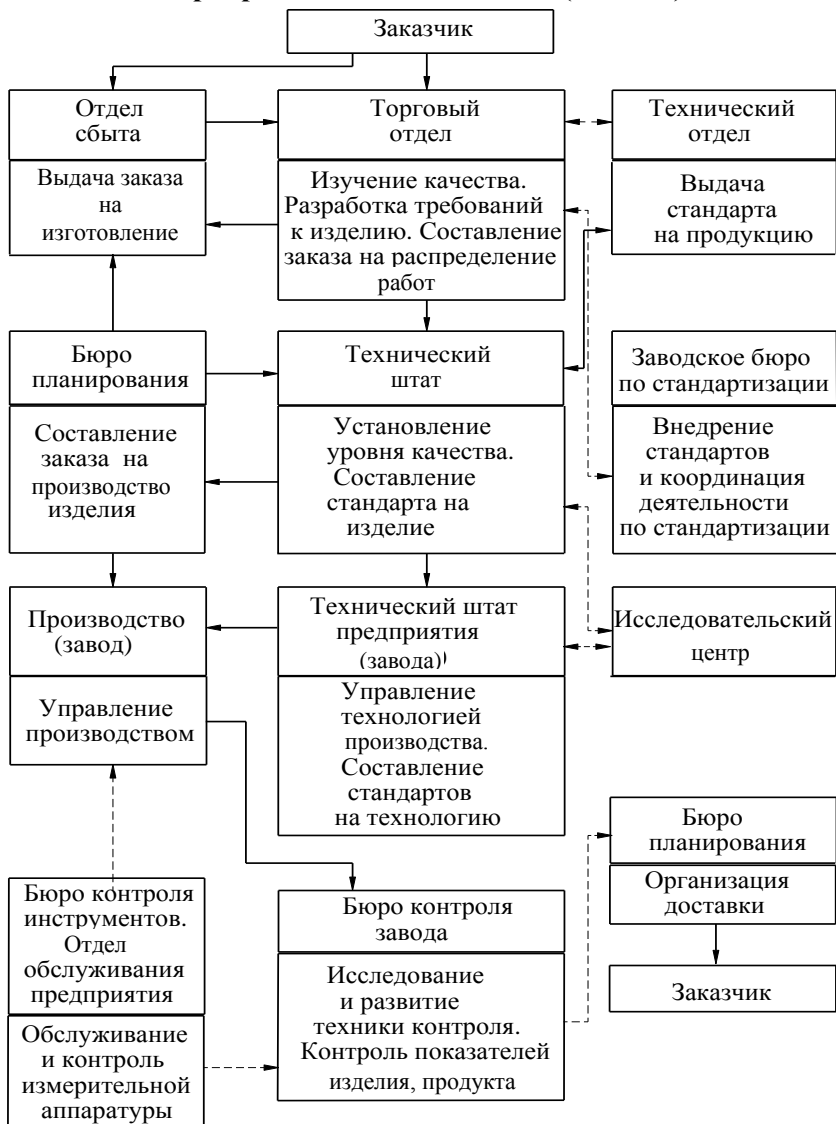 Заказчик
Отдел
сбыта
Выдача заказа
на
изготовление
Торговый
отдел
Изучение качества.
Разработка требований
к изделию. Составление
заказа на распределение
работ
Технический
отдел
Выдача
стандарта
на продукцию
Бюро
планирования
Составление
заказа на
производство
изделия
Технический
штат
Установление
уровня качества.
Составление
стандарта на
изделие
Заводское бюро
по стандартизации
Внедрение
стандартов
и координация
деятельности
по стандартизации
Производство
(завод)
Управление
производством
Технический штат
предприятия
(завода))
Управление
технологией
производства.
Составление
стандартов
на технологию
Исследовательский
центр
Бюро контроля
инструментов.
Отдел
обслуживания
предприятия
Обслуживание
и контроль
измерительной
аппаратуры
Бюро контроля
завода
Исследование
и развитие
техники контроля.
Контроль показателей
изделия, продукта
Бюро
планирования
Организация
доставки
Заказчик